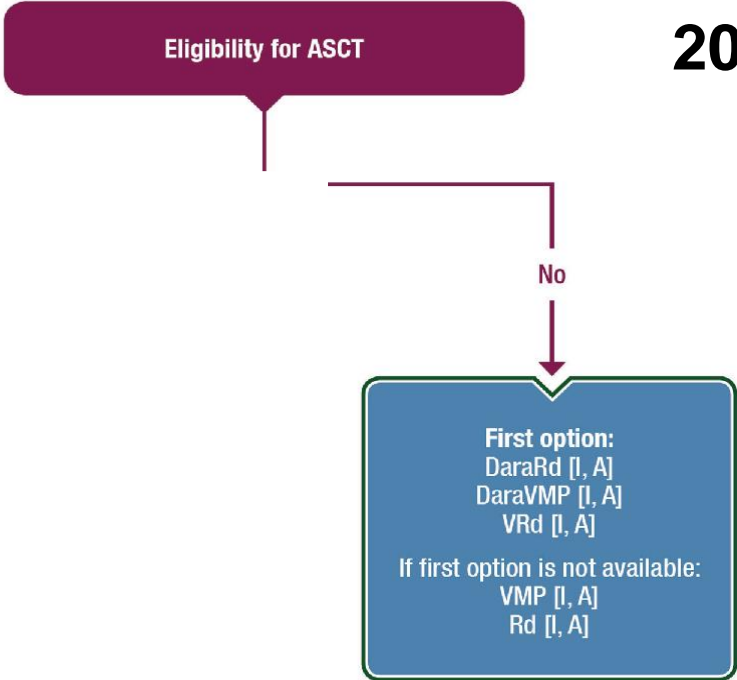 Eligibility for ASCT
20
No
First option:
DaraRd [I, A]
DaraVMP [I, A]
VRd [I, A]
If first option is not available:
VMP [I, A]
Rd [I, A]